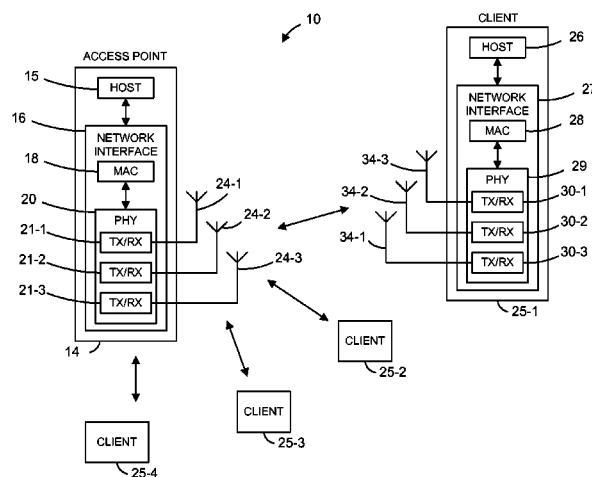 10
ACCESS POINT
15
HOST
16
NETWORK
INTERFACE
18
MAC
20
PHY
21-1
TX/RX
21-2
TX/RX
21-3
TX/RX
14
24-1
24-2
24-3
CLIENT
HOST
26
NETWORK
INTERFACE
27
MAC
28
29
PHY
34-3
TX/RX
30-1
34-2
TX/RX
30-2
34-1
TX/RX
30-3
25-1
CLIENT
25-2
CLIENT
25-3
CLIENT
25-4